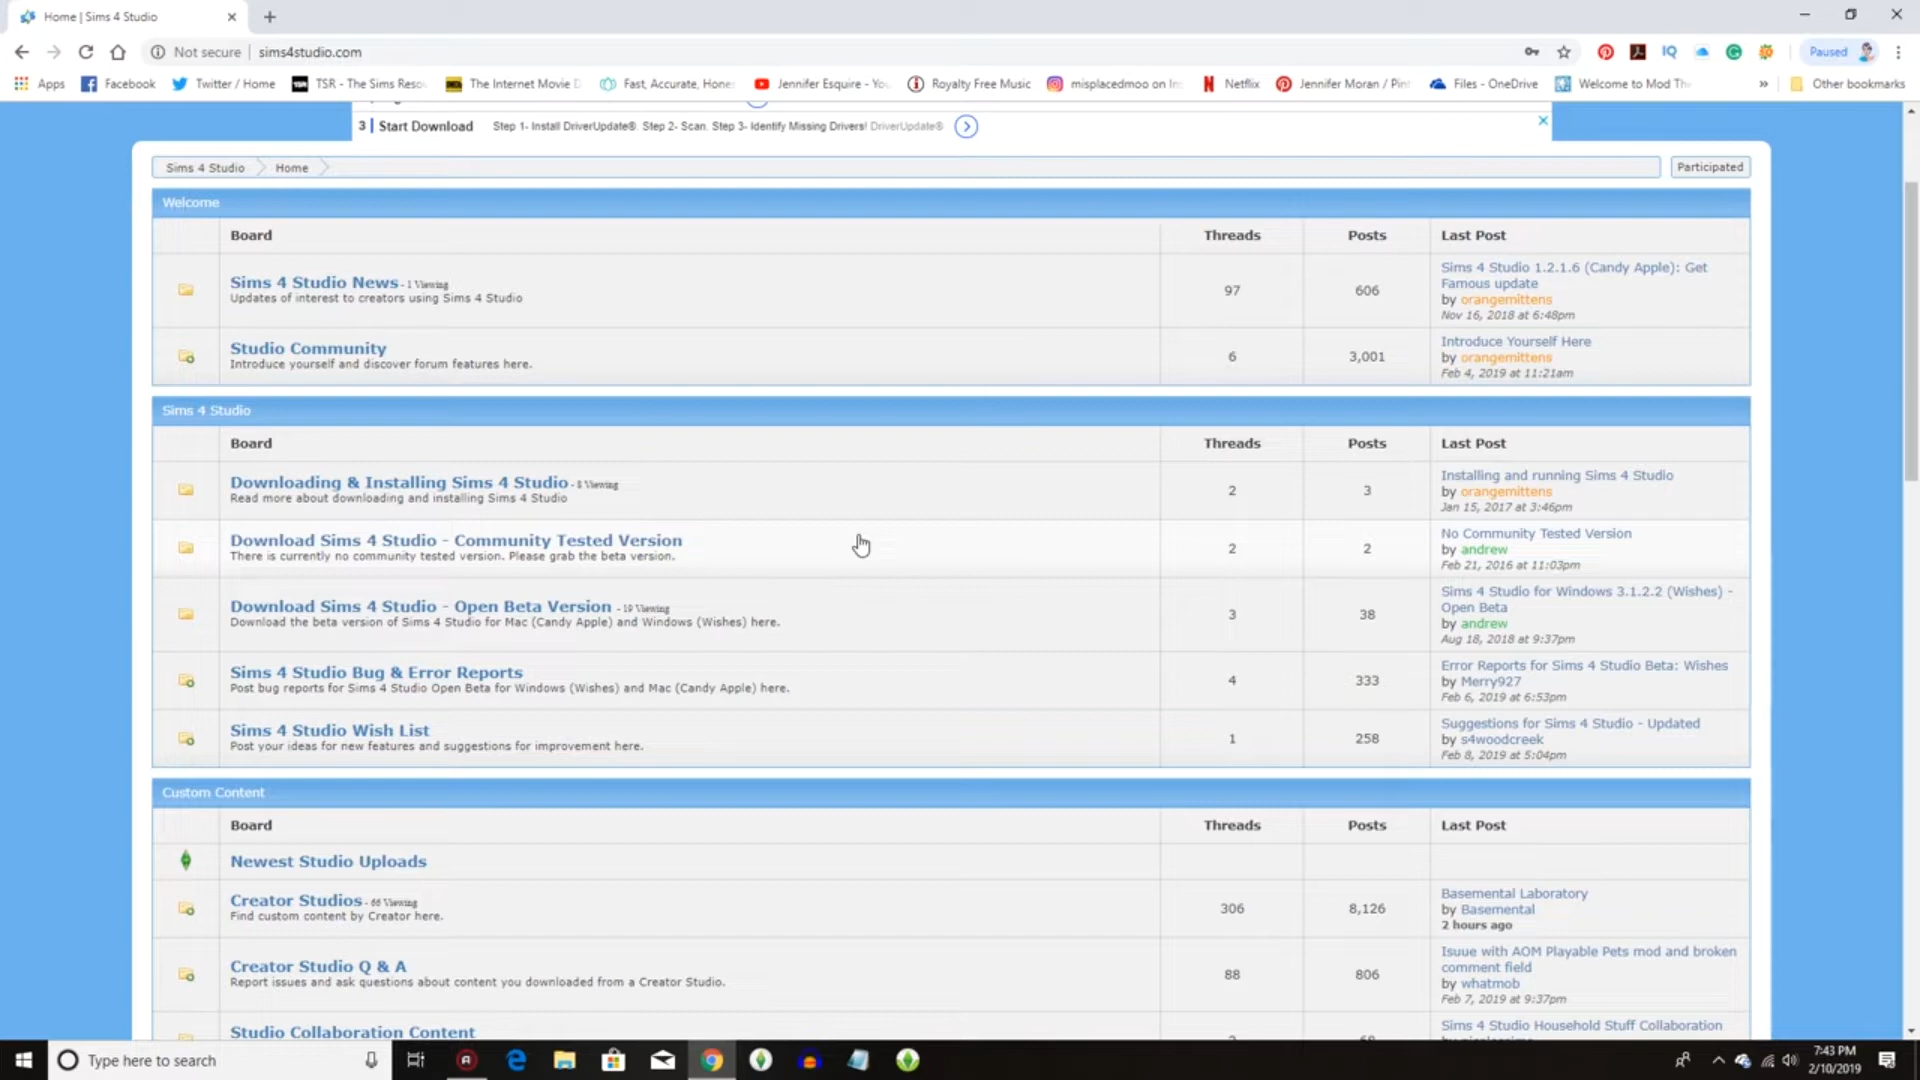 Home | Sims 4 Studio
Not secure | sims4studio.com
Paused
Apps Facebook Twitter / Home TSR - The Sims Reso The Internet Movie D Fast, Accurate, Hone Jennifer Esquire - Yo Royalty Free Music misplacedmoo on In Netflix Jennifer Moran / Pin Files - OneDrive Welcome to Mod The » Other bookmarks
3 Start Download Step 1- Install DriverUpdate®. Step 2- Scan. Step 3- Identify Missing Drivers! DriverUpdate®
Sims 4 Studio Home Participated
Welcome
Board Threads Posts Last Post
Sims 4 Studio News - 1 Viewing
Updates of interest to creators using Sims 4 Studio
97 606
Sims 4 Studio 1.2.1.6 (Candy Apple): Get
Famous update
by orangemittens
Nov 16, 2018 at 6:48pm
Studio Community
Introduce yourself and discover forum features here.
6 3,001
Introduce Yourself Here
by orangemittens
Feb 4, 2019 at 11:21am
Sims 4 Studio
Board Threads Posts Last Post
Downloading & Installing Sims 4 Studio - 8 Viewing
Read more about downloading and installing Sims 4 Studio
2 3
Installing and running Sims 4 Studio
by orangemittens
Jan 15, 2017 at 3:46pm
Download Sims 4 Studio - Community Tested Version
There is currently no community tested version. Please grab the beta version.
2 2
No Community Tested Version
by andrew
Feb 21, 2016 at 11:03pm
Download Sims 4 Studio - Open Beta Version - 19 Viewing
Download the beta version of Sims 4 Studio for Mac (Candy Apple) and Windows (Wishes) here.
3 38
Sims 4 Studio for Windows 3.1.2.2 (Wishes) -
Open Beta
by andrew
Aug 18, 2018 at 9:37pm
Sims 4 Studio Bug & Error Reports
Post bug reports for Sims 4 Studio Open Beta for Windows (Wishes) and Mac (Candy Apple) here.
4 333
Error Reports for Sims 4 Studio Beta: Wishes
by Merry927
Feb 6, 2019 at 6:53pm
Sims 4 Studio Wish List
Post your ideas for new features and suggestions for improvement here.
1 258
Suggestions for Sims 4 Studio - Updated
by s4woodcreek
Feb 8, 2019 at 5:04pm
Custom Content
Board Threads Posts Last Post
Newest Studio Uploads
Creator Studios - 66 Viewing
Find custom content by Creator here.
306 8,126
Basemental Laboratory
by Basemental
2 hours ago
Creator Studio Q & A
Report issues and ask questions about content you downloaded from a Creator Studio.
88 806
Isuue with AOM Playable Pets mod and broken
comment field
by whatmob
Feb 7, 2019 at 9:37pm
Studio Collaboration Content
Sims 4 Studio Household Stuff Collaboration
Type here to search
7:43 PM
2/10/2019